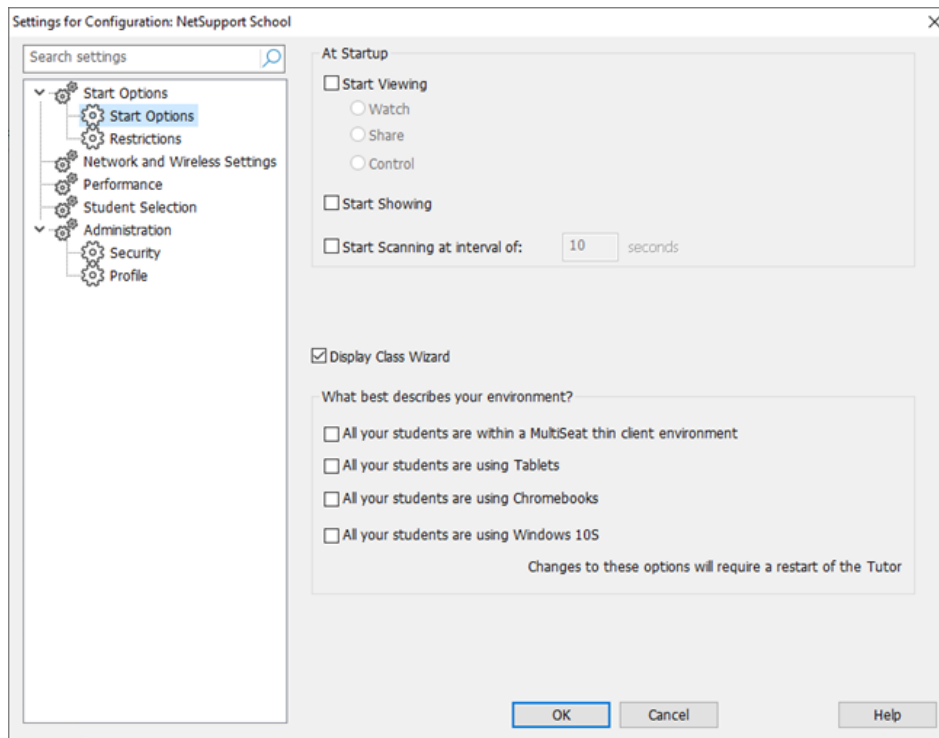 Settings for Configuration: NetSupport School
Search settings
Start Options
Start Options
Restrictions
Network and Wireless Settings
Performance
Student Selection
Administration
Security
Profile
At Startup
Start Viewing
Watch
Share
Control
Start Showing
Start Scanning at interval of: 10 seconds
Display Class Wizard
What best describes your environment?
All your students are within a MultiSeat thin client environment
All your students are using Tablets
All your students are using Chromebooks
All your students are using Windows 10S
Changes to these options will require a restart of the Tutor
OK Cancel Help